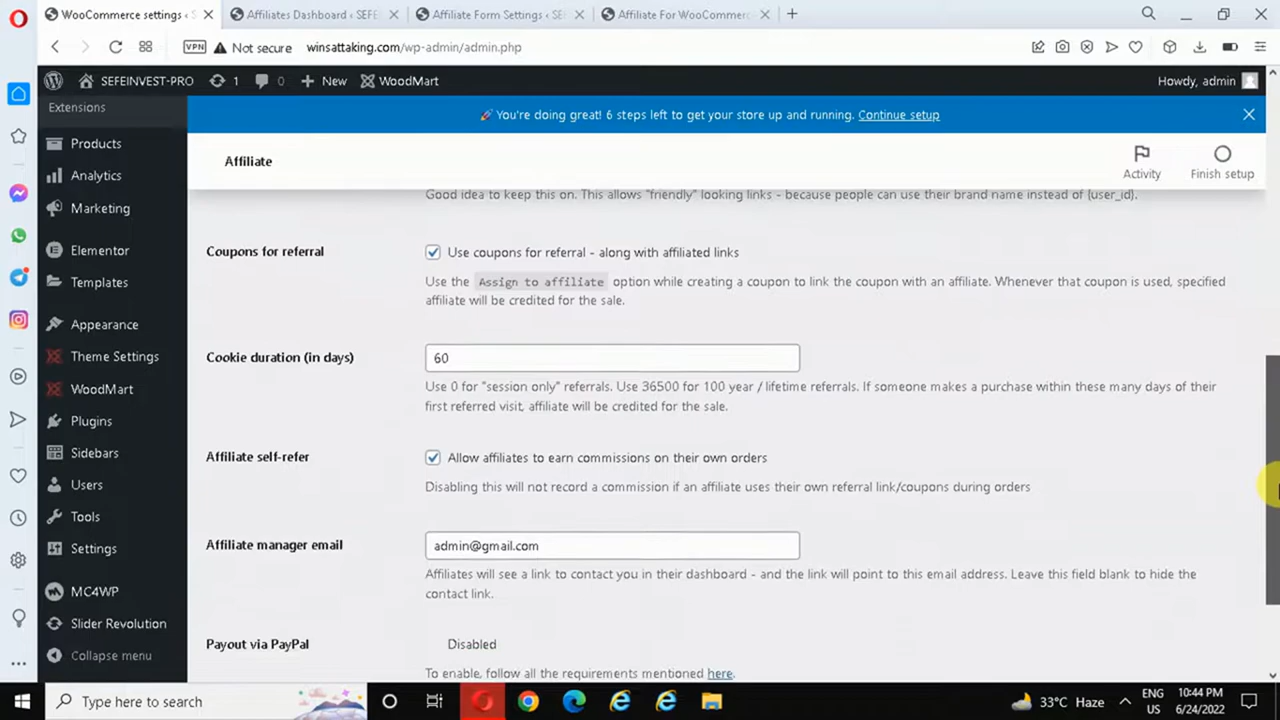 WooCommerce settings ‹
Affiliates Dashboard ‹ SEFE
Affiliate Form Settings ‹ SE
Affiliate For WooCommerc
VPN
Not secure
winsattaking.com/wp-admin/admin.php
SEFEINVEST-PRO
1
0
New
WoodMart
Howdy, admin
Extensions
Products
Analytics
Marketing
Elementor
Templates
Appearance
Theme Settings
WoodMart
Plugins
Sidebars
Users
Tools
Settings
MC4WP
Slider Revolution
Collapse menu
You're doing great! 6 steps left to get your store up and running. Continue setup
Affiliate
Activity
Finish setup
Good idea to keep this on. This allows "friendly" looking links - because people can use their brand name instead of {user_id}.
Coupons for referral
Use coupons for referral - along with affiliated links
Use the Assign to affiliate option while creating a coupon to link the coupon with an affiliate. Whenever that coupon is used, specified
affiliate will be credited for the sale.
Cookie duration (in days)
60
Use 0 for "session only" referrals. Use 36500 for 100 year / lifetime referrals. If someone makes a purchase within these many days of their
first referred visit, affiliate will be credited for the sale.
Affiliate self-refer
Allow affiliates to earn commissions on their own orders
Disabling this will not record a commission if an affiliate uses their own referral link/coupons during orders
Affiliate manager email
admin@gmail.com
Affiliates will see a link to contact you in their dashboard - and the link will point to this email address. Leave this field blank to hide the
contact link.
Payout via PayPal
Disabled
To enable, follow all the requirements mentioned here.
Type here to search
33°C Haze
ENG
US
10:44 PM
6/24/2022